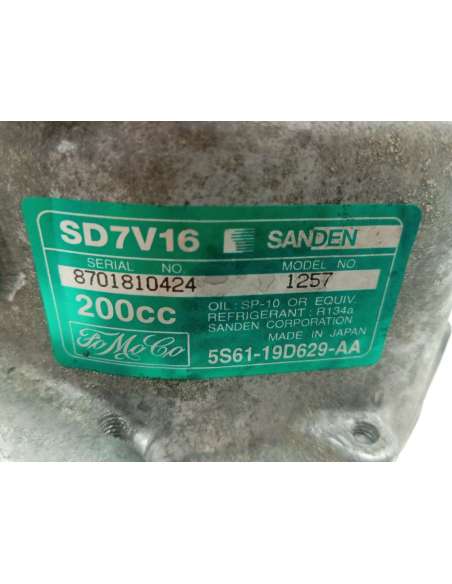 SD7V16 SANDEN
SERIAL NO. MODEL NO
8701810424 1257
200cc OIL : SP-10 OR EQUIV.
REFRIGERANT : R134a
SANDEN CORPORATION
MADE IN JAPAN
FoMoCo 5S61-19D629-AA